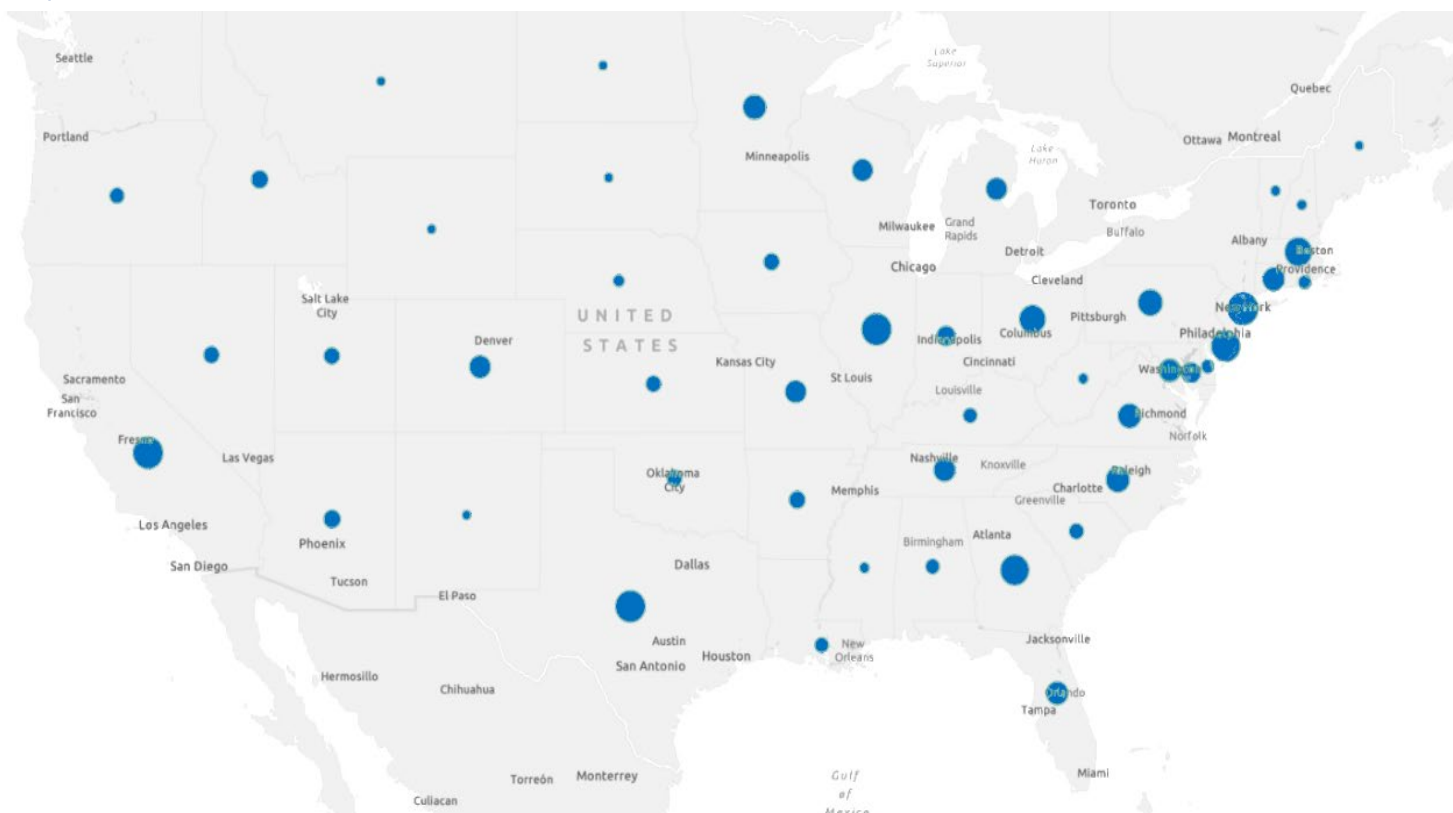 Seattle
Lake
Superior
Quebec
Portland
Ottawa
Montreal
Minneapolis
Lake
Huron
Toronto
Milwaukee
Grand
Rapids
Buffalo
Albany
Boston
Chicago
Detroit
Cleveland
Providence
Salt Lake
City
UNITED
STATES
Denver
New York
Pittsburgh
Columbus
Philadelphia
Indianapolis
Kansas City
Cincinnati
Sacramento
St Louis
Washington
San
Francisco
Louisville
Richmond
Norfolk
Fresno
Las Vegas
Nashville
Knoxville
Raleigh
Oklahoma
City
Memphis
Charlotte
Greenville
Los Angeles
Phoenix
Birmingham
Atlanta
San Diego
Dallas
Tucson
El Paso
Austin
Jacksonville
Houston
New
Orleans
San Antonio
Hermosillo
Chihuahua
Orlando
Tampa
Torreón
Monterrey
Miami
Gulf
of
Mexico
Culiacan